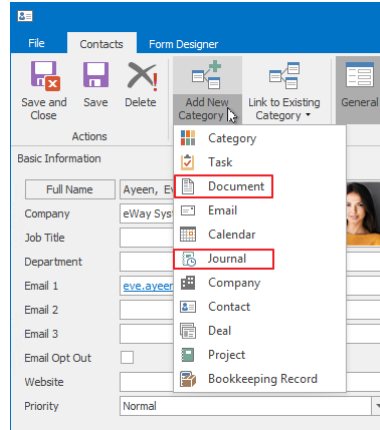 File Contacts Form Designer
Save and Close Save Delete Add New Category Link to Existing Category General
Actions
Basic Information
Full Name Ayeen, E
Company eWay Sys
Job Title
Department
Email 1 eve.ayeen
Email 2
Email 3
Email Opt Out
Website
Priority Normal
Category
Task
Document
Email
Calendar
Journal
Company
Contact
Deal
Project
Bookkeeping Record